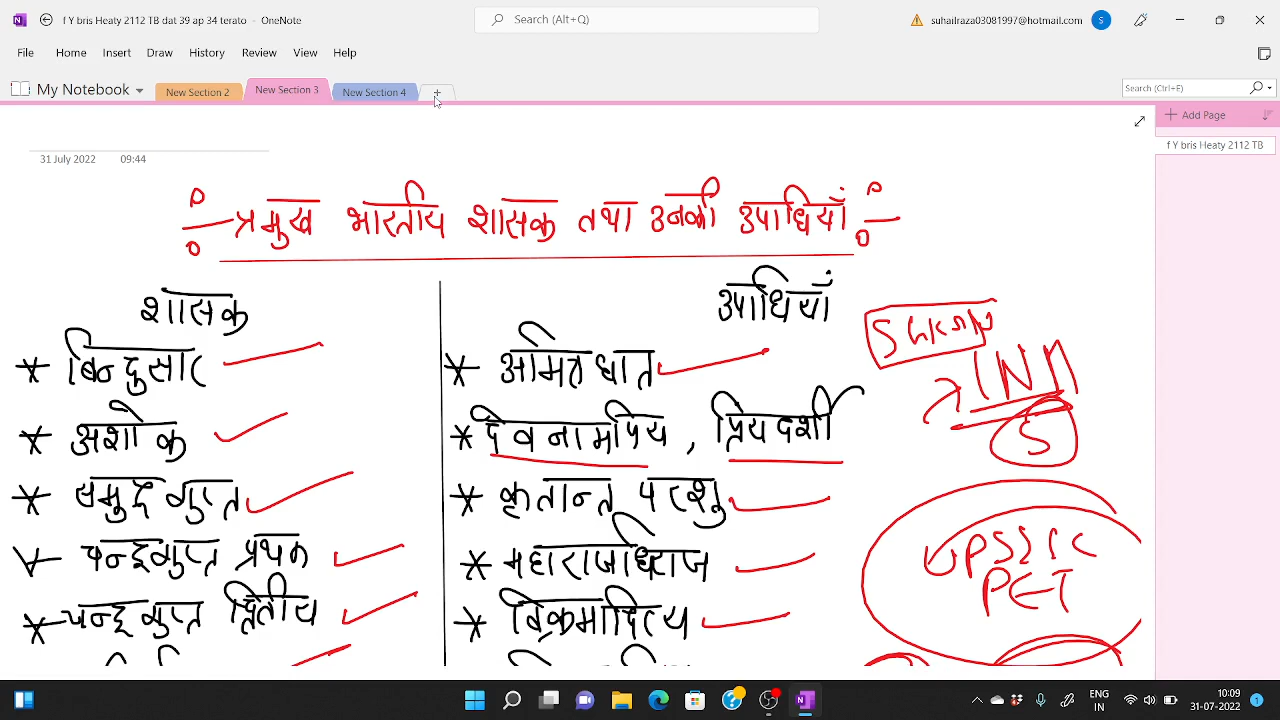 f Y bris Heaty 2112 TB dat 39 ap 34 terato - OneNote
Search (Alt+Q)
suhailraza03081997@hotmail.com
S
File Home Insert Draw History Review View Help
My Notebook
New Section 2
New Section 3
New Section 4
+
Search (Ctrl+E)
Add Page
f Y bris Heaty 2112 TB
31 July 2022 09:44
प्रमुख भारतीय शासक तथा उनकी उपाधियाँ
शासक उपाधियाँ
* बिन्दुसार * अमित्रघात
* अशोक * देवनामप्रिय, प्रियदर्शी
* समुद्रगुप्त * कृतान्त परशु
चन्द्रगुप्त प्रथम * महाराजाधिराज
* चन्द्रगुप्त द्वितीय * विक्रमादित्य
S
UPSSSC
PET
ENG
IN
10:03
31-07-2022